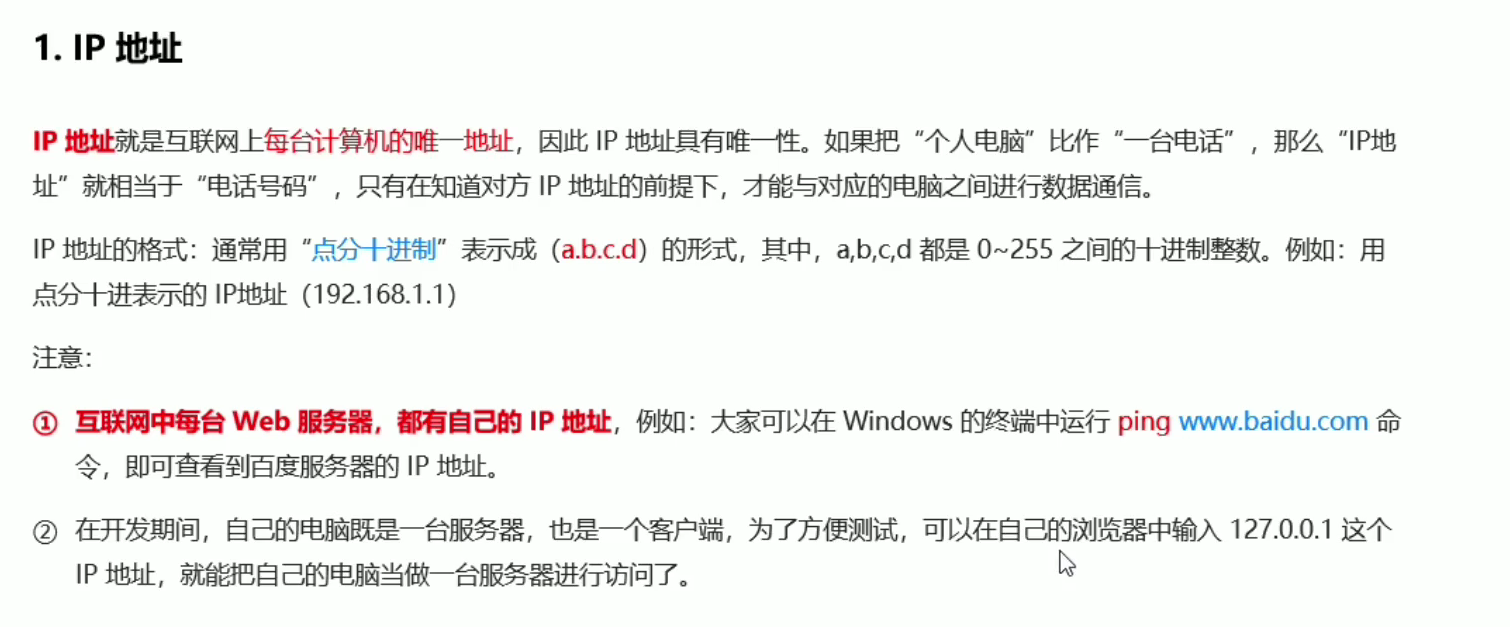 1. IP 地址
IP 地址就是互联网上每台计算机的唯一地址，因此 IP 地址具有唯一性。如果把“个人电脑”比作“一台电话”，那么“IP地
址”就相当于“电话号码”，只有在知道对方 IP 地址的前提下，才能与对应的电脑之间进行数据通信。
IP 地址的格式：通常用“点分十进制”表示成（a.b.c.d）的形式，其中，a,b,c,d 都是 0~255 之间的十进制整数。例如：用
点分十进表示的 IP地址（192.168.1.1）
注意：
① 互联网中每台 Web 服务器，都有自己的 IP 地址，例如：大家可以在 Windows 的终端中运行 ping www.baidu.com 命
令，即可查看到百度服务器的 IP 地址。
② 在开发期间，自己的电脑既是一台服务器，也是一个客户端，为了方便测试，可以在自己的浏览器中输入 127.0.0.1 这个
IP 地址，就能把自己的电脑当做一台服务器进行访问了。